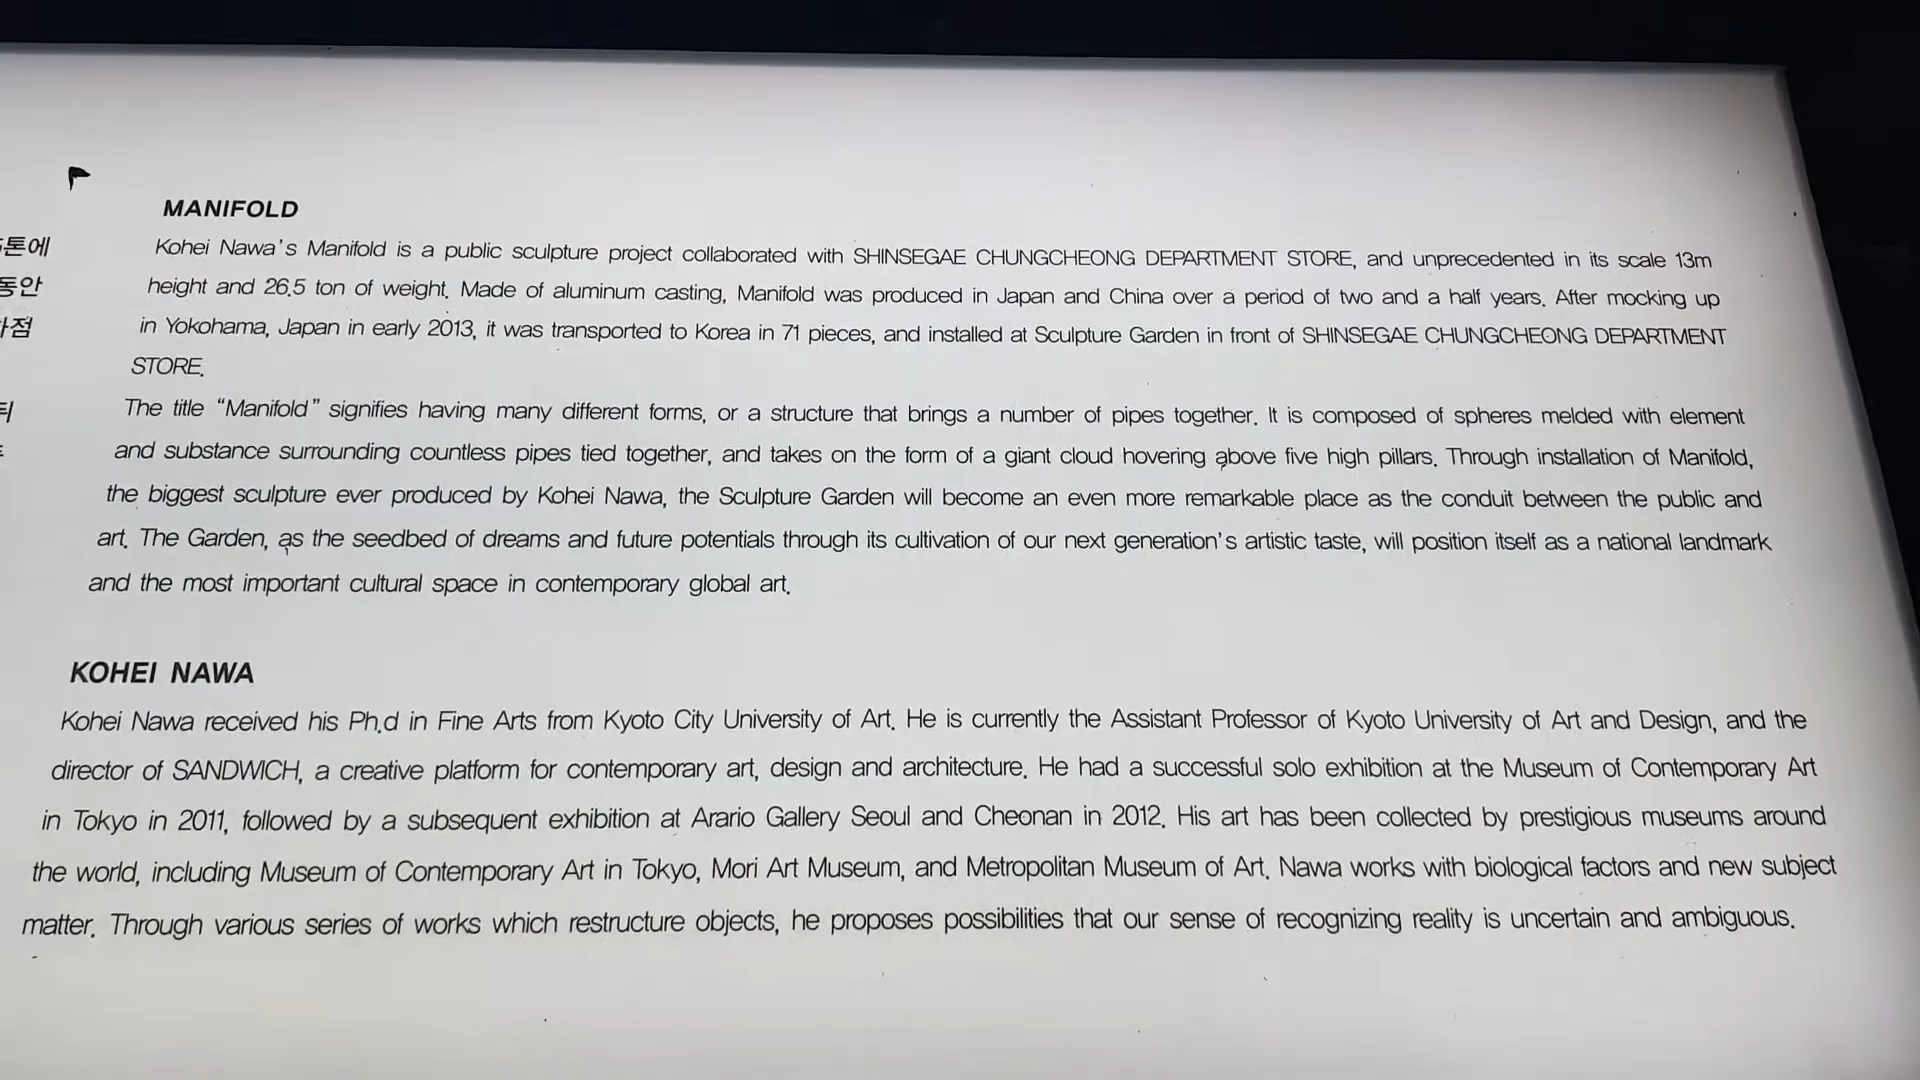 MANIFOLD
Kohei Nawa's Manifold is a public sculpture project collaborated with SHINSEGAE CHUNGCHEONG DEPARTMENT STORE, and unprecedented in its scale 13m
height and 26.5 ton of weight. Made of aluminum casting, Manifold was produced in Japan and China over a period of two and a half years. After mocking up
in Yokohama, Japan in early 2013, it was transported to Korea in 71 pieces, and installed at Sculpture Garden in front of SHINSEGAE CHUNGCHEONG DEPARTMENT
STORE.
The title “Manifold” signifies having many different forms, or a structure that brings a number of pipes together. It is composed of spheres melded with element
and substance surrounding countless pipes tied together, and takes on the form of a giant cloud hovering above five high pillars. Through installation of Manifold,
the biggest sculpture ever produced by Kohei Nawa, the Sculpture Garden will become an even more remarkable place as the conduit between the public and
art. The Garden, as the seedbed of dreams and future potentials through its cultivation of our next generation's artistic taste, will position itself as a national landmark
and the most important cultural space in contemporary global art.
KOHEI NAWA
Kohei Nawa received his Ph.d in Fine Arts from Kyoto City University of Art. He is currently the Assistant Professor of Kyoto University of Art and Design, and the
director of SANDWICH, a creative platform for contemporary art, design and architecture. He had a successful solo exhibition at the Museum of Contemporary Art
in Tokyo in 2011, followed by a subsequent exhibition at Arario Gallery Seoul and Cheonan in 2012. His art has been collected by prestigious museums around
the world, including Museum of Contemporary Art in Tokyo, Mori Art Museum, and Metropolitan Museum of Art. Nawa works with biological factors and new subject
matter. Through various series of works which restructure objects, he proposes possibilities that our sense of recognizing reality is uncertain and ambiguous.
톤에
동안
점